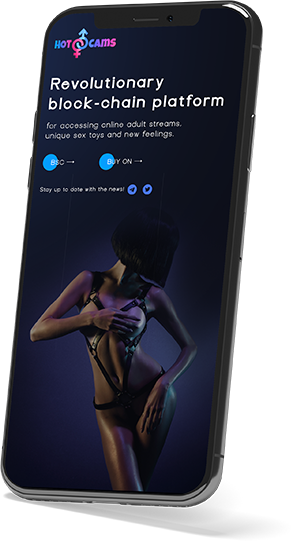 HOT CAMS
Revolutionary
block-chain platform
for accessing online adult streams,
unique sex toys and new feelings.
BSC → BUY ON →
Stay up to date with the news!